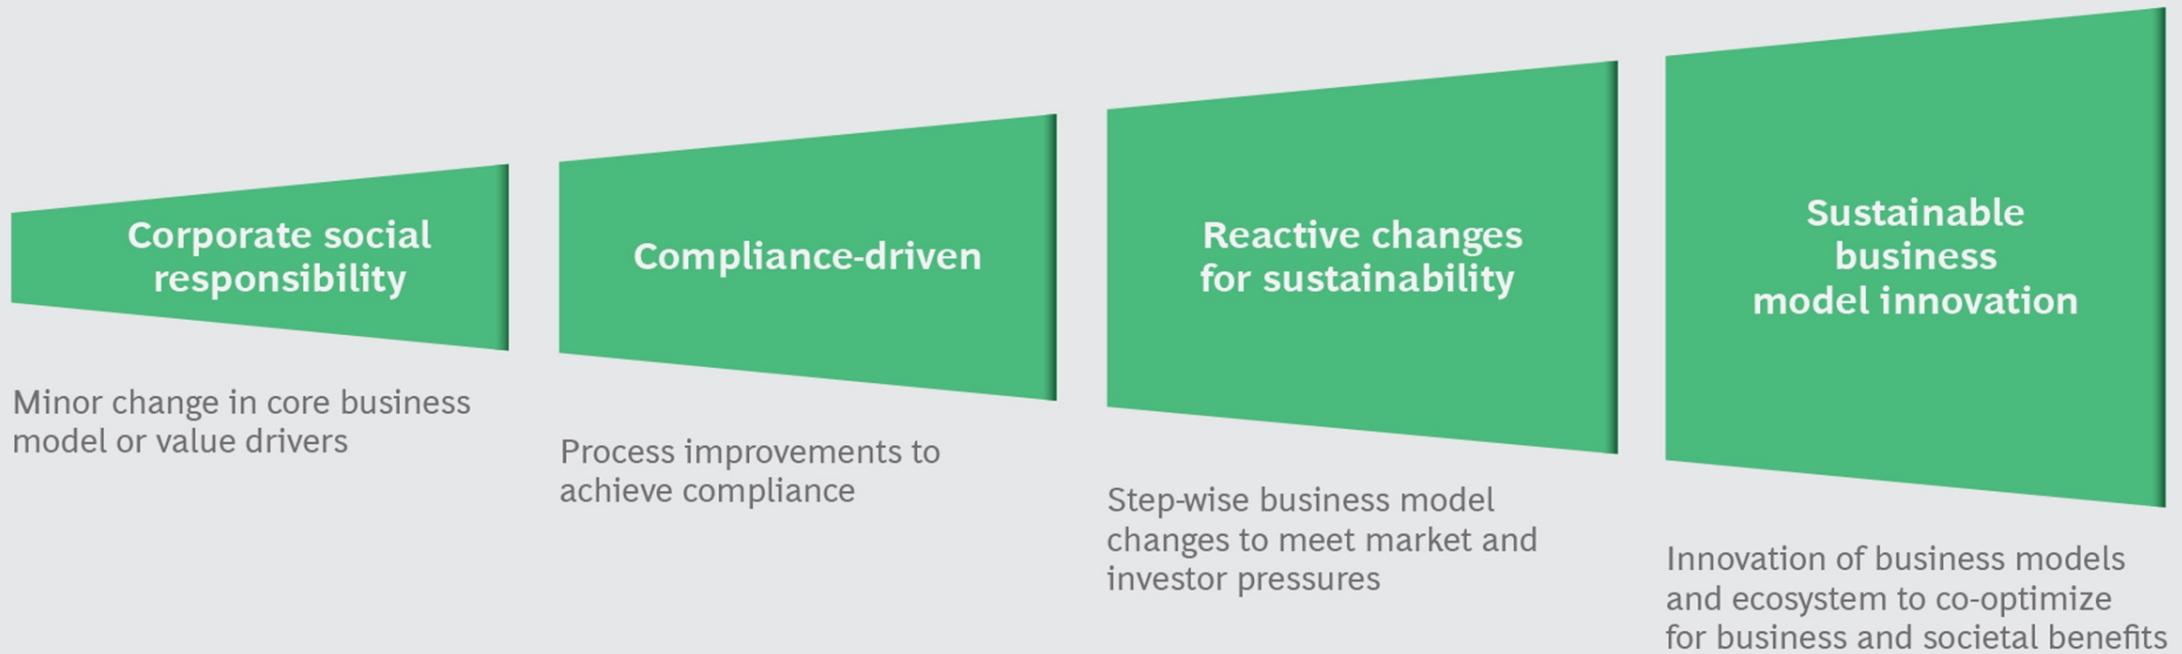 Corporate social
responsibility
Minor change in core business
model or value drivers
Compliance-driven
Process improvements to
achieve compliance
Reactive changes
for sustainability
Step-wise business model
changes to meet market and
investor pressures
Sustainable
business
model innovation
Innovation of business models
and ecosystem to co-optimize
for business and societal benefits